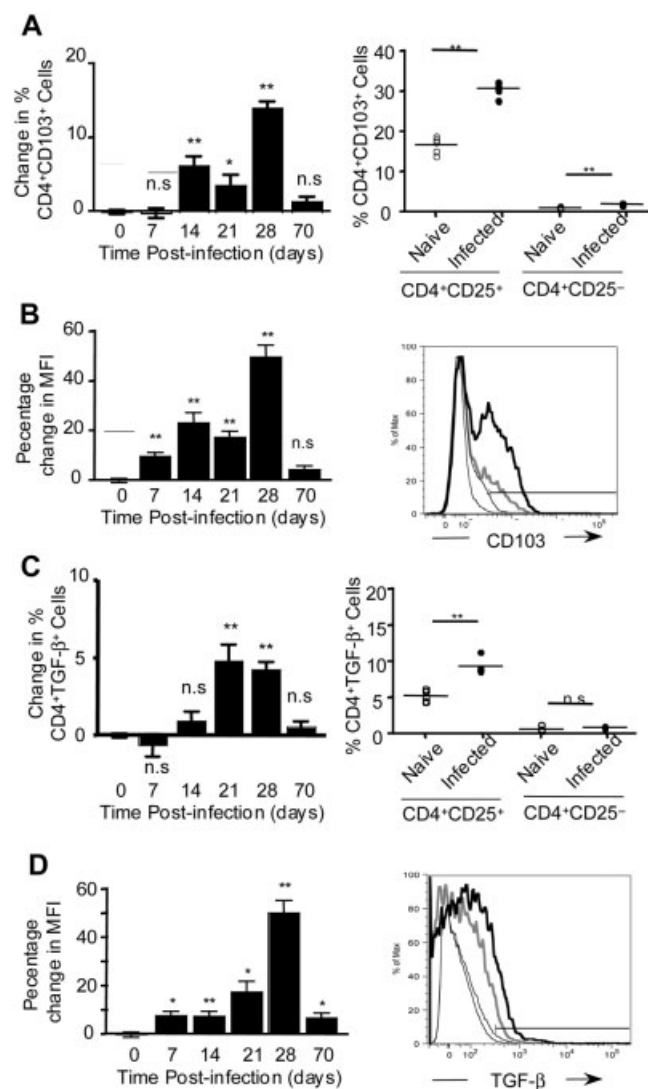 A
Change in %
CD4+CD103+ Cells
20
10
0
n.s
**
*
**
n.s
0 7 14 21 28 70
Time Post-infection (days)
% CD4+CD103+ Cells
40
30
20
10
0
**
**
Naive
Infected
Naive
Infected
CD4+CD25+
CD4+CD25−
B
Pecentage
change in MFI
60
40
20
0
**
**
**
**
n.s
0 7 14 21 28 70
Time Post-infection (days)
% of Max
100
80
60
40
20
0
0
CD103
C
Change in %
CD4+TGF-β+ Cells
10
5
0
n.s
n.s
**
**
n.s
0 7 14 21 28 70
Time Post-infection (days)
% CD4+TGF-β+ Cells
20
15
10
5
0
**
n s
Naive
Infected
Naive
Infected
CD4+CD25+
CD4+CD25−
D
Pecentage
change in MFI
60
40
20
0
*
**
*
**
*
0 7 14 21 28 70
Time Post-infection (days)
% of Max
100
80
60
40
20
0
0 10² 10³ 10⁴ 10⁵
TGF-β